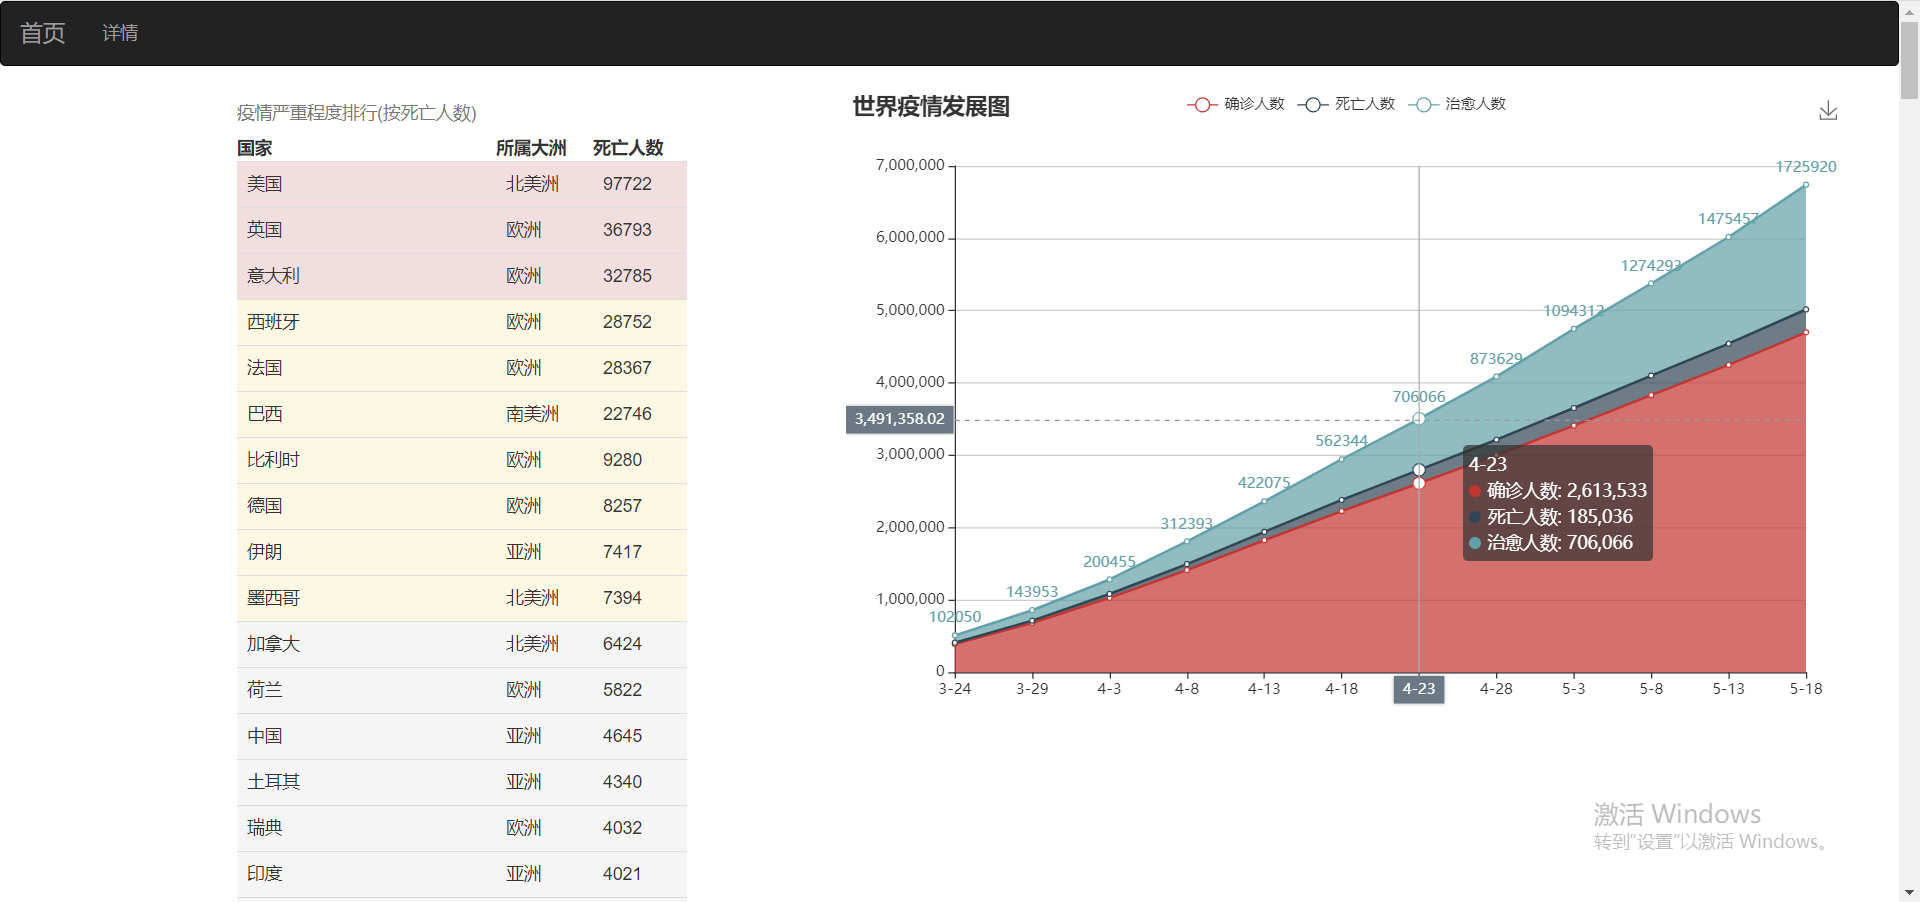 首页 详情
疫情严重程度排行(按死亡人数)
国家 所属大洲 死亡人数
美国 北美洲 97722
英国 欧洲 36793
意大利 欧洲 32785
西班牙 欧洲 28752
法国 欧洲 28367
巴西 南美洲 22746
比利时 欧洲 9280
德国 欧洲 8257
伊朗 亚洲 7417
墨西哥 北美洲 7394
加拿大 北美洲 6424
荷兰 欧洲 5822
中国 亚洲 4645
土耳其 亚洲 4340
瑞典 欧洲 4032
印度 亚洲 4021
世界疫情发展图
确诊人数 死亡人数 治愈人数
7,000,000
6,000,000
5,000,000
4,000,000
3,491,358.02
3,000,000
2,000,000
1,000,000
0
102050
143953
200455
312393
422075
562344
706066
873629
1094312
1274293
1475457
1725920
4-23
确诊人数: 2,613,533
死亡人数: 185,036
治愈人数: 706,066
3-24 3-29 4-3 4-8 4-13 4-18 4-23 4-28 5-3 5-8 5-13 5-18
激活 Windows
转到“设置”以激活 Windows。